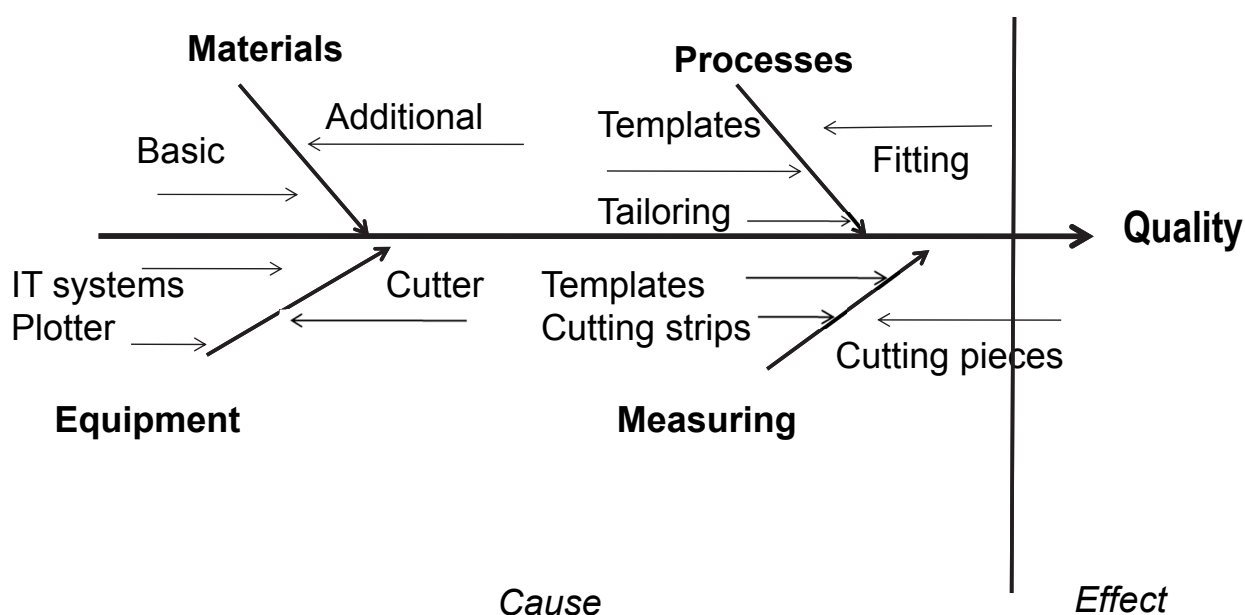 Materials
Processes
Additional
Templates
Basic
Fitting
Tailoring
Quality
IT systems
Cutter
Templates
Plotter
Cutting strips
Cutting pieces
Equipment
Measuring
Cause
Effect